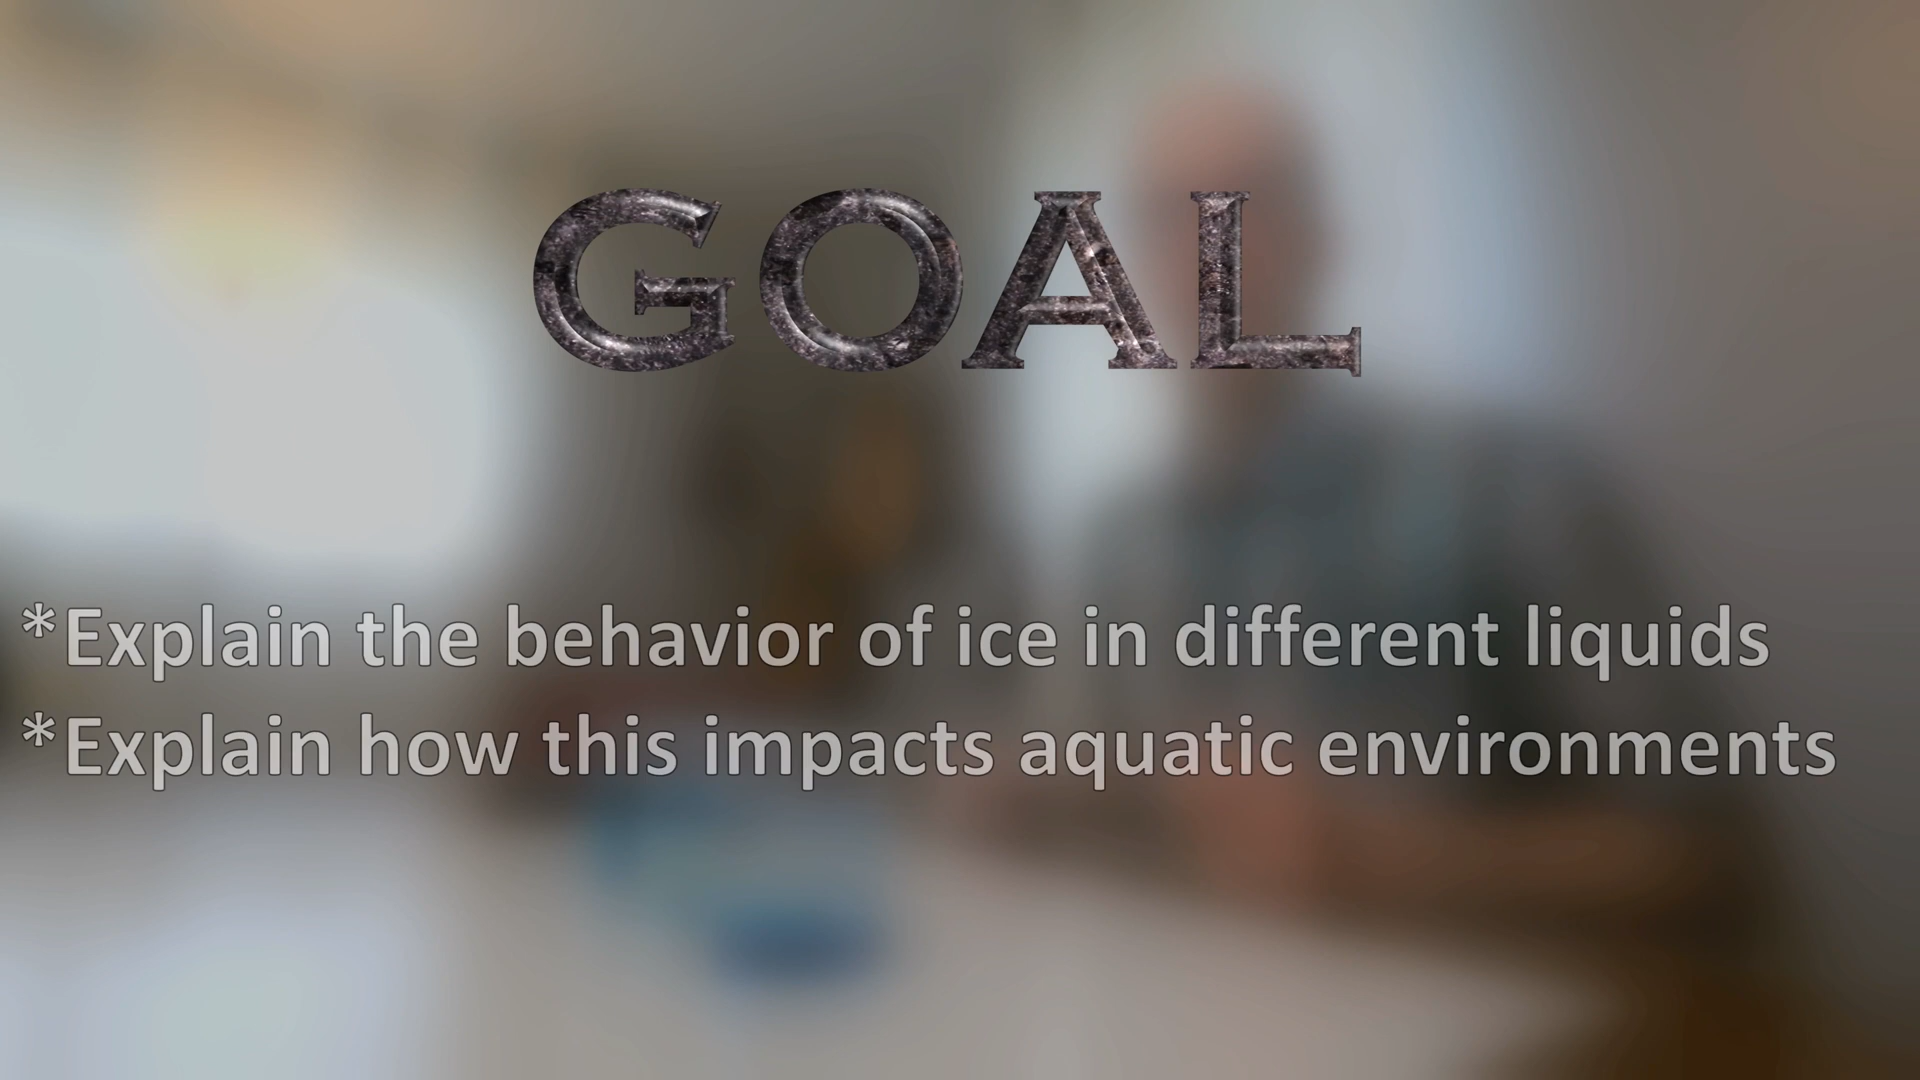 GOAL
*Explain the behavior of ice in different liquids
*Explain how this impacts aquatic environments